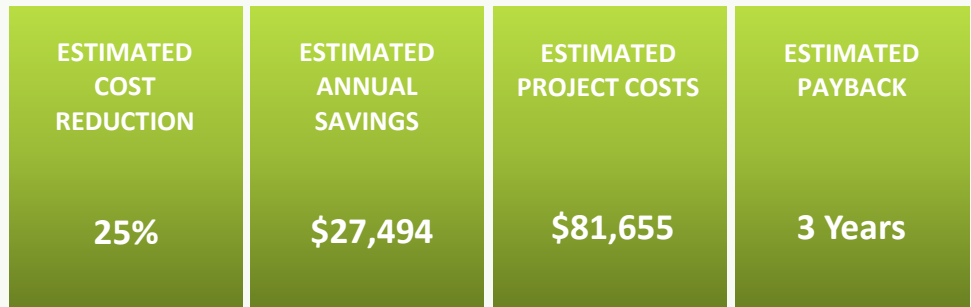 ESTIMATED
COST
REDUCTION
25%
ESTIMATED
ANNUAL
SAVINGS
$27,494
ESTIMATED
PROJECT COSTS
$81,655
ESTIMATED
PAYBACK
3 Years